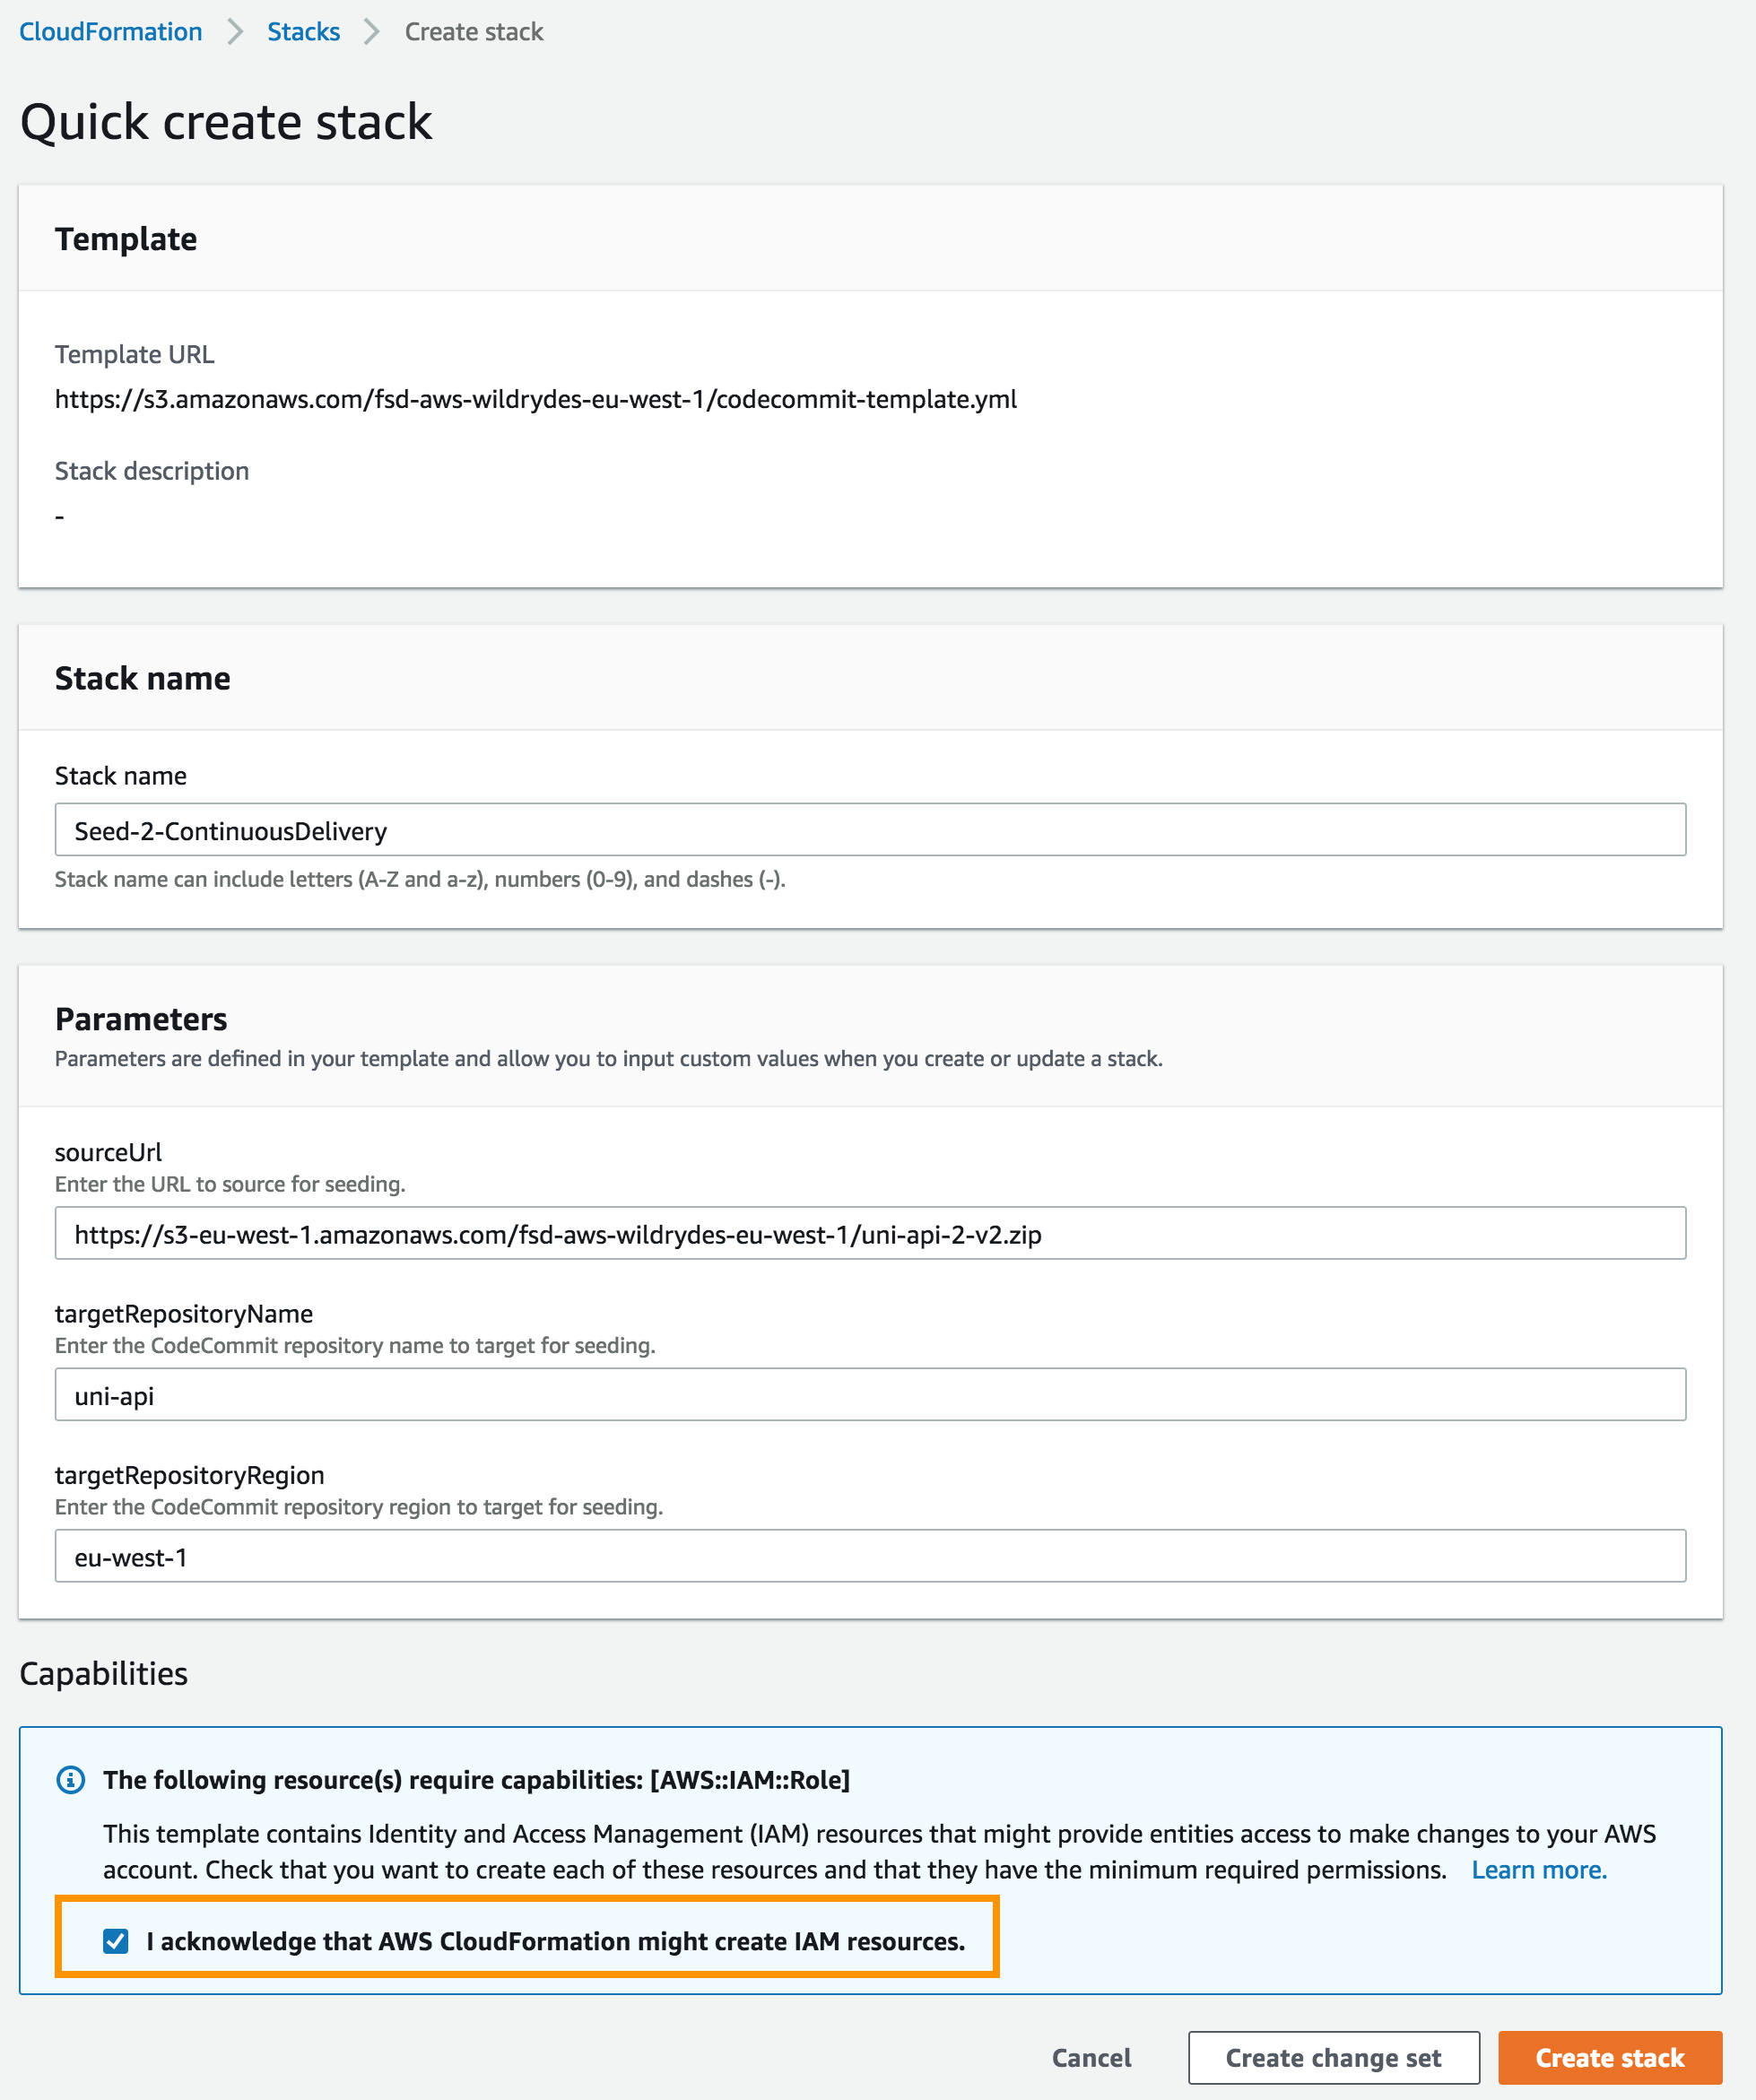 CloudFormation > Stacks > Create stack
Quick create stack
Template
Template URL
https://s3.amazonaws.com/fsd-aws-wildrydes-eu-west-1/codecommit-template.yml
Stack description
-
Stack name
Stack name
Seed-2-ContinuousDelivery
Stack name can include letters (A-Z and a-z), numbers (0-9), and dashes (-).
Parameters
Parameters are defined in your template and allow you to input custom values when you create or update a stack.
sourceUrl
Enter the URL to source for seeding.
https://s3-eu-west-1.amazonaws.com/fsd-aws-wildrydes-eu-west-1/uni-api-2-v2.zip
targetRepositoryName
Enter the CodeCommit repository name to target for seeding.
uni-api
targetRepositoryRegion
Enter the CodeCommit repository region to target for seeding.
eu-west-1
Capabilities
The following resource(s) require capabilities: [AWS::IAM::Role]
This template contains Identity and Access Management (IAM) resources that might provide entities access to make changes to your AWS
account. Check that you want to create each of these resources and that they have the minimum required permissions. Learn more.
I acknowledge that AWS CloudFormation might create IAM resources.
Cancel Create change set Create stack